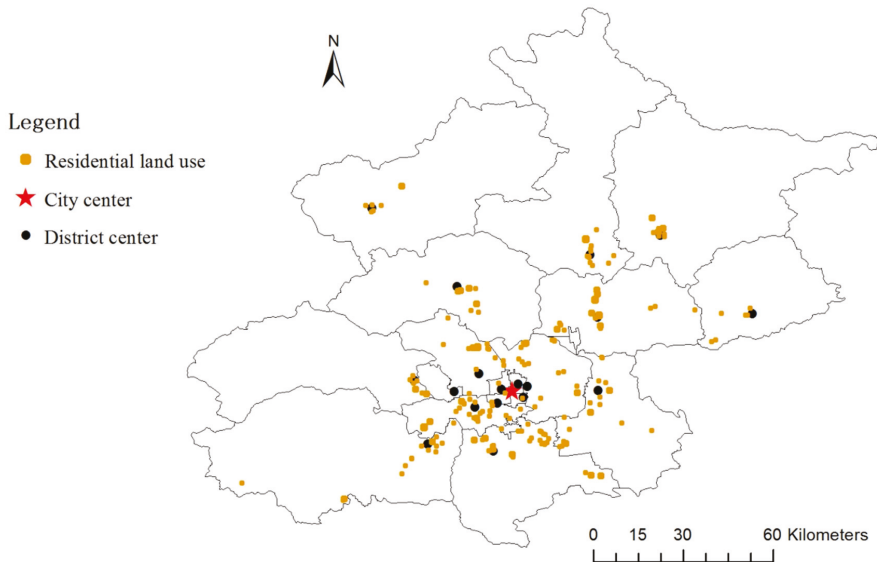 N
Legend
Residential land use
City center
District center
0 15 30 60 Kilometers